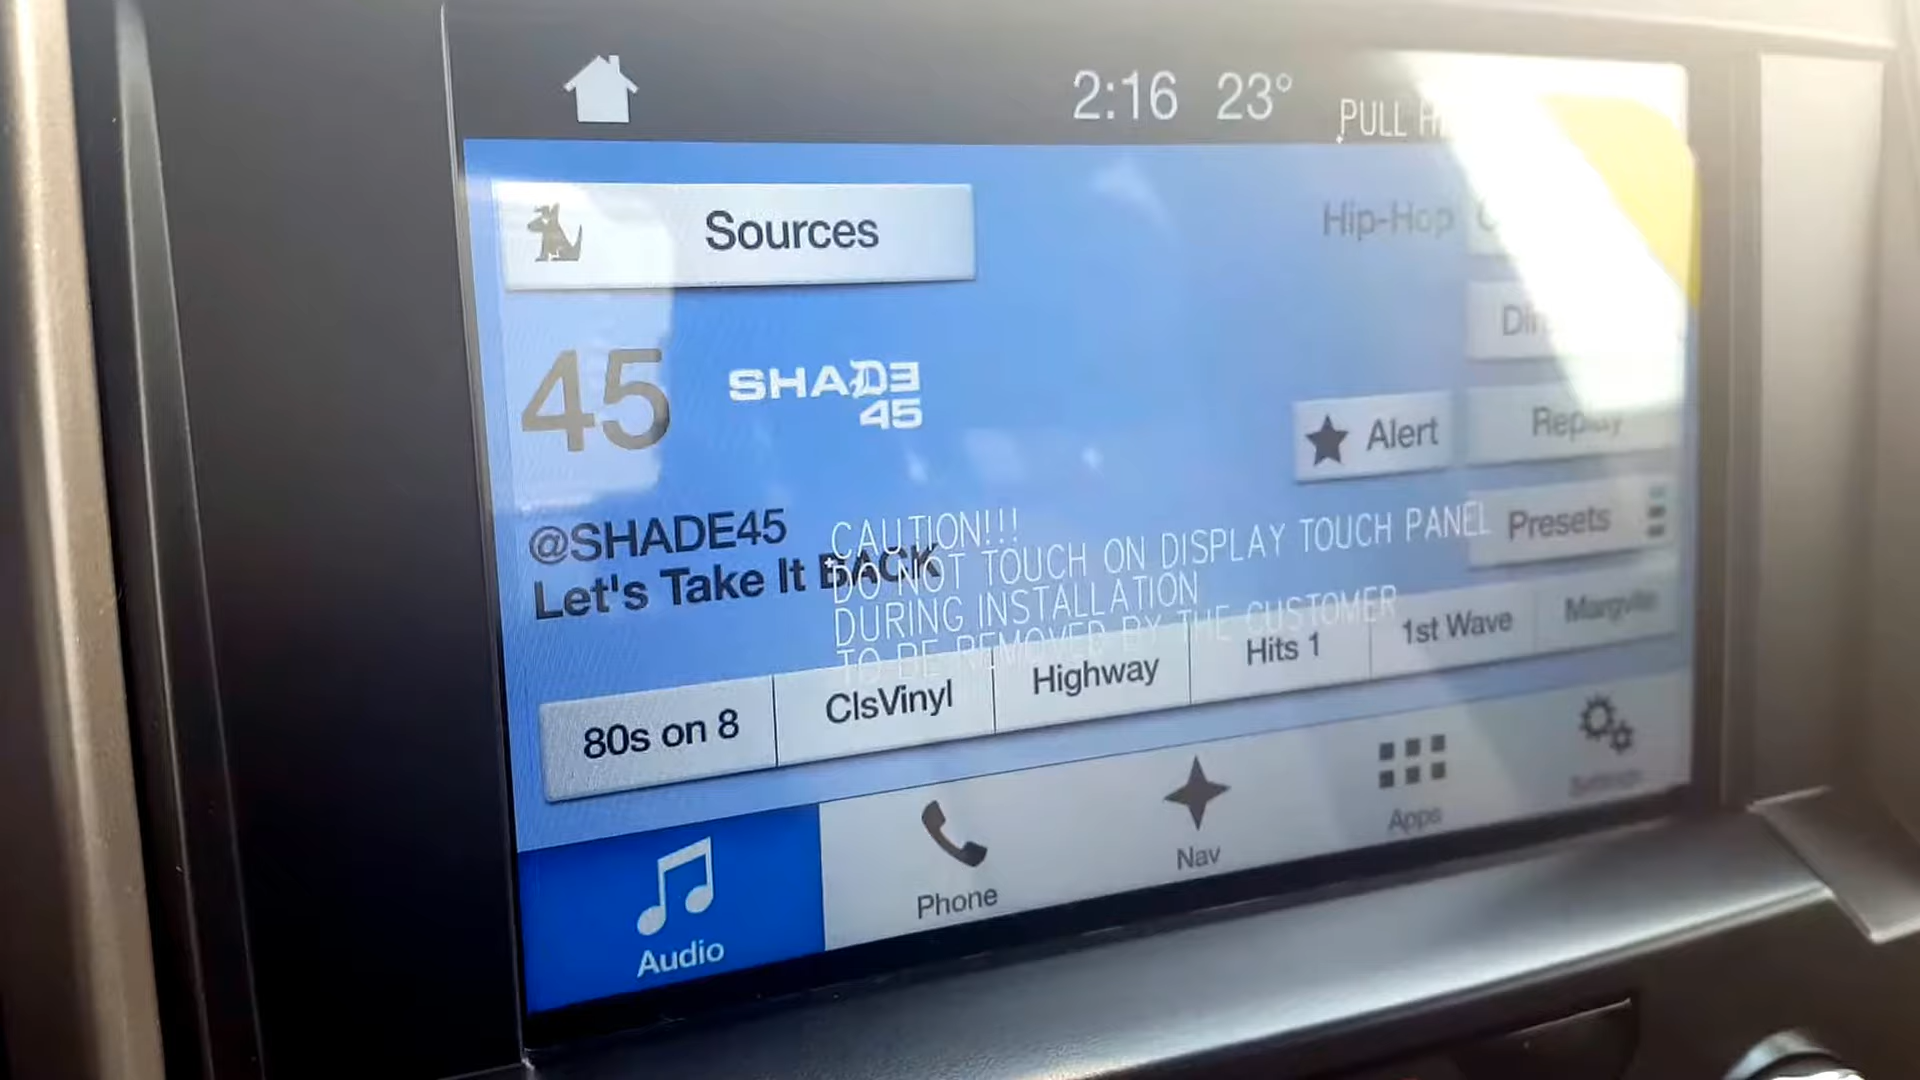 2:16 23°
PULL
Sources
Hip-Hop
45
SHADE
45
Alert
Replay
@SHADE45
Let's Take It BACK
Presets
CAUTION!!!
DO NOT TOUCH ON DISPLAY TOUCH PANEL
DURING INSTALLATION
TO BE REMOVED BY THE CUSTOMER
80s on 8
ClsVinyl
Highway
Hits 1
1st Wave
Audio
Phone
Nav
Apps
Settings